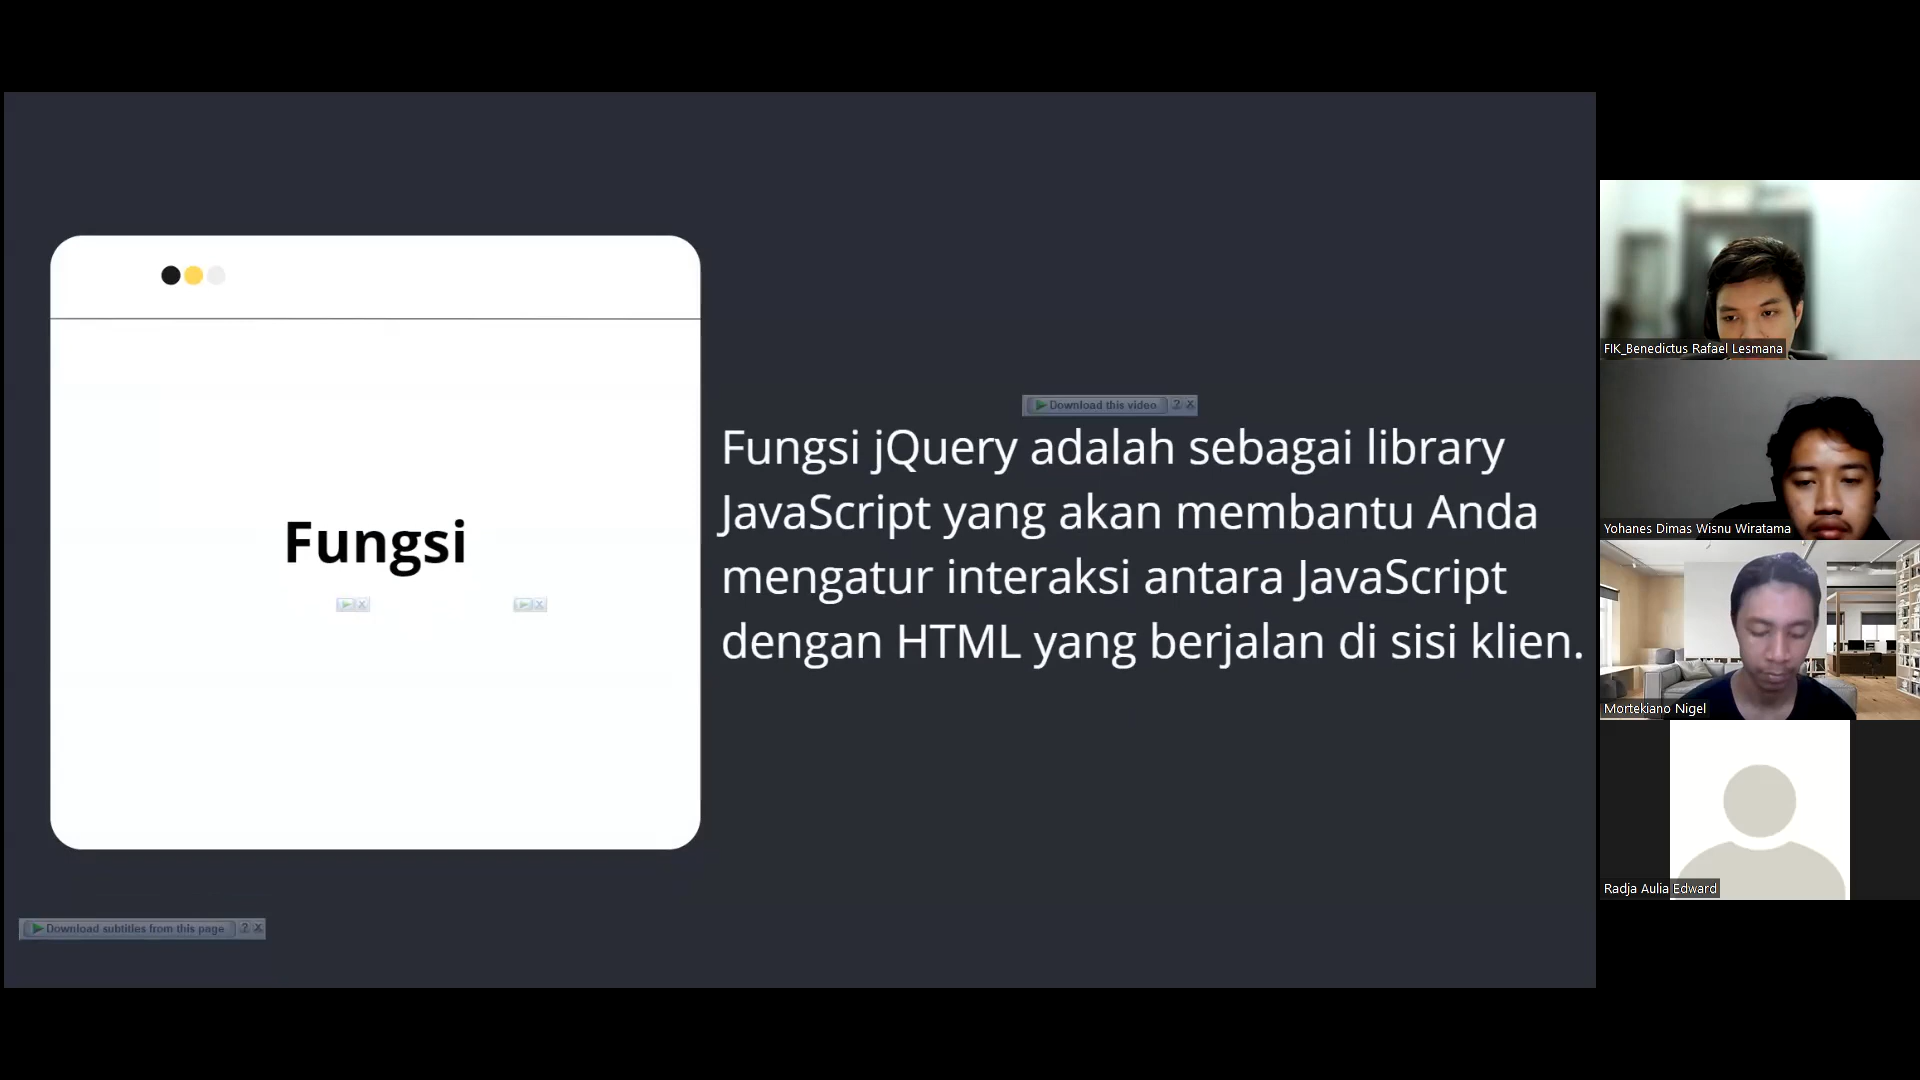 Fungsi
Download this video ? X
Fungsi jQuery adalah sebagai library
JavaScript yang akan membantu Anda
mengatur interaksi antara JavaScript
dengan HTML yang berjalan di sisi klien.
Download subtitles from this page ? X
FIK_Benedictus Rafael Lesmana
Yohanes Dimas Wisnu Wiratama
Mortekiano Nigel
Radja Aulia Edward